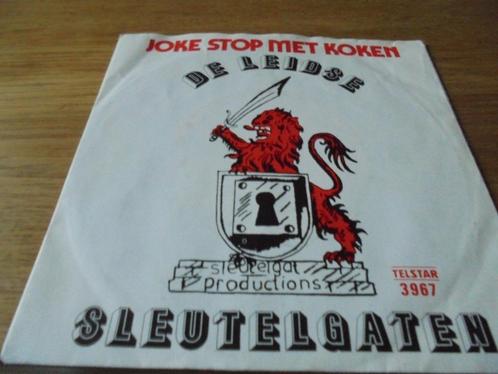 JOKE STOP MET KOKEN
DE LEIDSE
sleutelgat
productions
TELSTAR
3967
SLEUTELGATEN